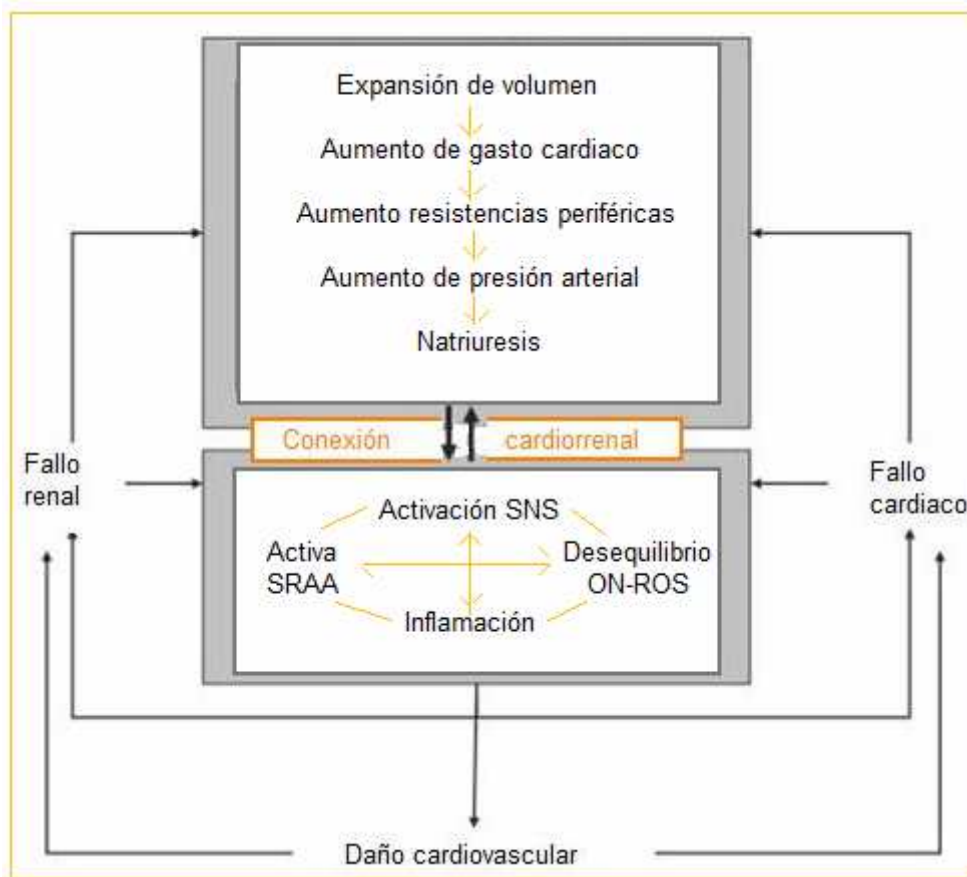 Expansión de volumen
Aumento de gasto cardiaco
Aumento resistencias periféricas
Aumento de presión arterial
Natriuresis
Conexión cardiorrenal
Fallo
renal
Fallo
cardiaco
Activación SNS
Activa
SRAA
Desequilibrio
ON-ROS
Inflamación
Daño cardiovascular